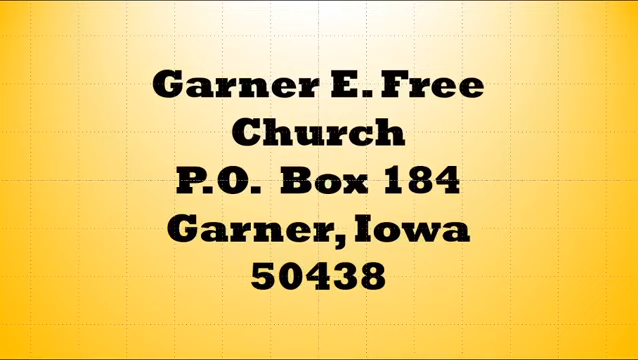 Garner E. Free
Church
P.O. Box 184
Garner, Iowa
50438